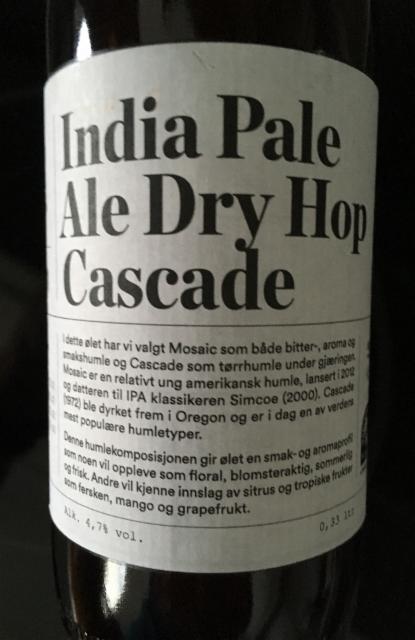 India Pale
Ale Dry Hop
Cascade
I dette ølet har vi valgt Mosaic som både bitter-, aroma og
smakshumle og Cascade som tørrhumle under gjæringen.
Mosaic er en relativt ung amerikansk humle, lansert i 2012
og datteren til IPA klassikeren Simcoe (2000). Cascade
(1972) ble dyrket frem i Oregon og er i dag en av verdens
mest populære humletyper.
Denne humlekomposisjonen gir ølet en smak- og aromaprofil
som noen vil oppleve som floral, blomsteraktig, sommerlig
og frisk. Andre vil kjenne innslag av sitrus og tropiske frukter
som fersken, mango og grapefrukt.
Alk. 4,7% vol.
0,33 ltr